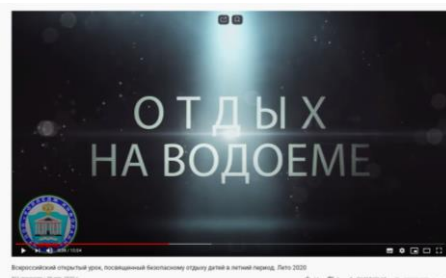 ОТДЫХ
НА ВОДОЕМЕ
Всероссийский открытый урок, посвященный безопасному отдыху детей в летний период. Лето 2020